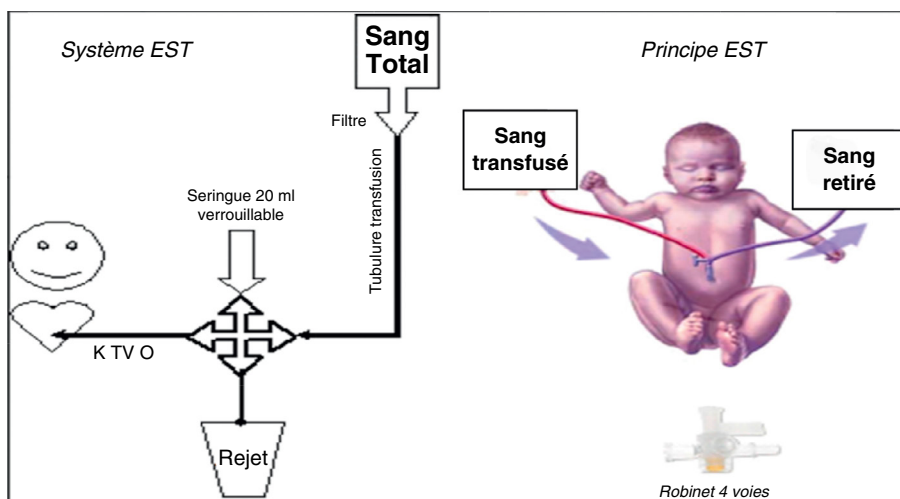 Système EST
Sang
Total
Filtre
Tubulure transfusion
Seringue 20 ml
verrouillable
K TV O
Rejet
Principe EST
Sang
transfusé
Sang
retiré
Robinet 4 voies